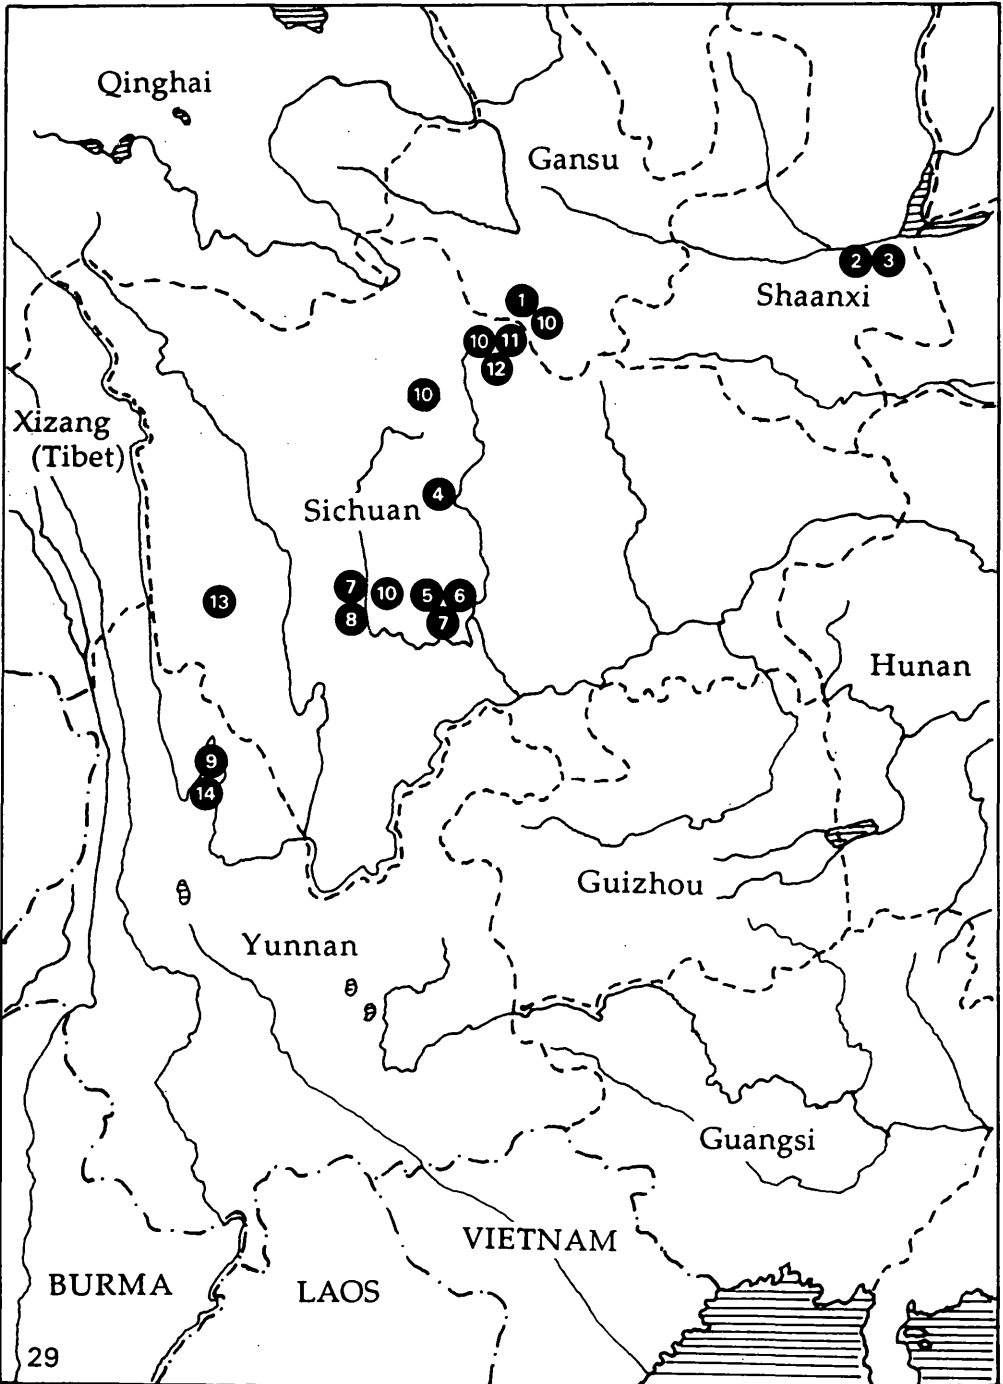 Qinghai
Gansu
2 3
Shaanxi
1
10
10 11
12
10
Xizang
(Tibet)
4
Sichuan
7 10 5 6
13
8 7
Hunan
9
14
Guizhou
Yunnan
Guangsi
VIETNAM
BURMA
LAOS
29